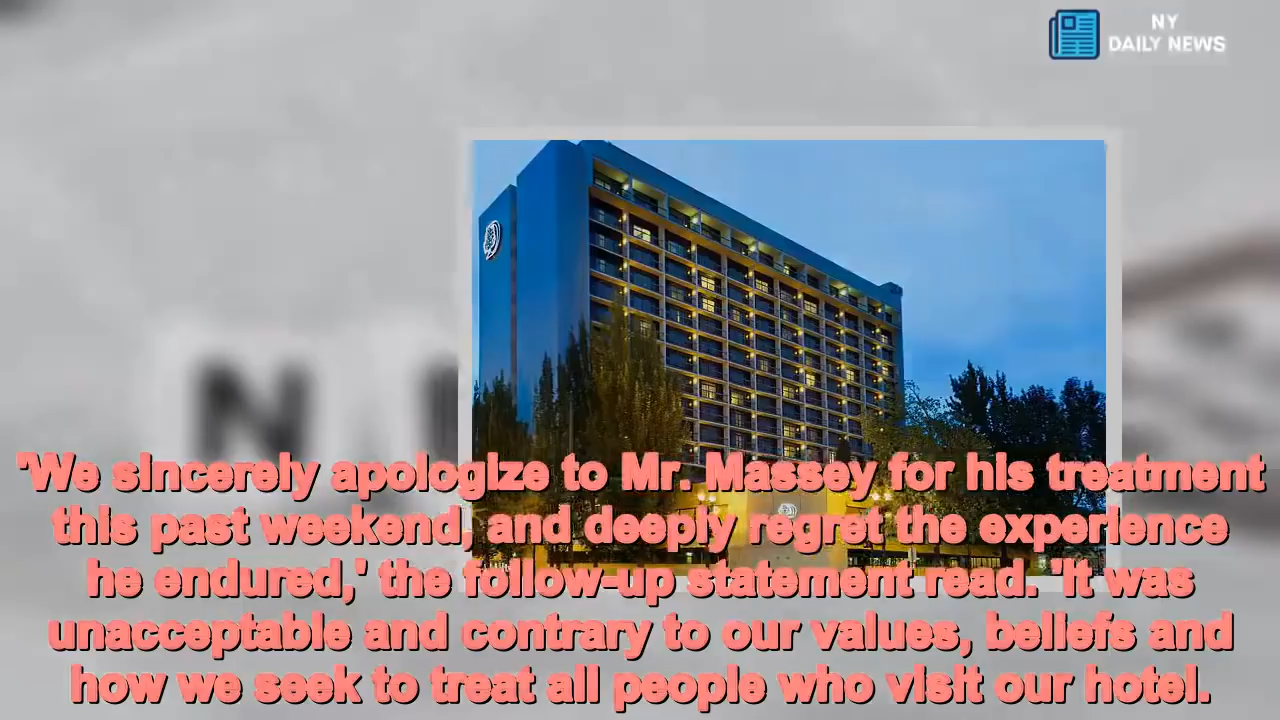 NY
DAILY NEWS
'We sincerely apologize to Mr. Massey for his treatment
this past weekend, and deeply regret the experience
he endured,' the follow-up statement read. 'It was
unacceptable and contrary to our values, beliefs and
how we seek to treat all people who visit our hotel.